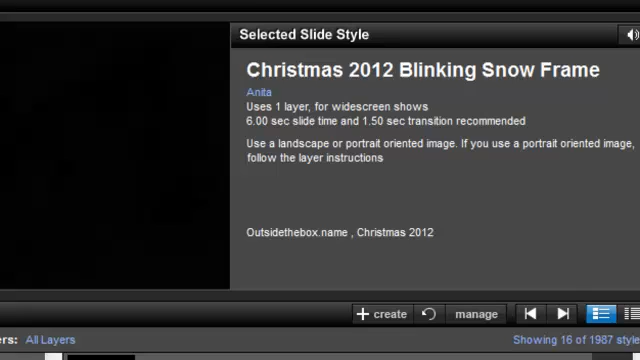 Selected Slide Style
Christmas 2012 Blinking Snow Frame
Anita
Uses 1 layer, for widescreen shows
6.00 sec slide time and 1.50 sec transition recommended
Use a landscape or portrait oriented image. If you use a portrait oriented image,
follow the layer instructions
Outsidethebox.name , Christmas 2012
create manage
ers: All Layers Showing 16 of 1987 style